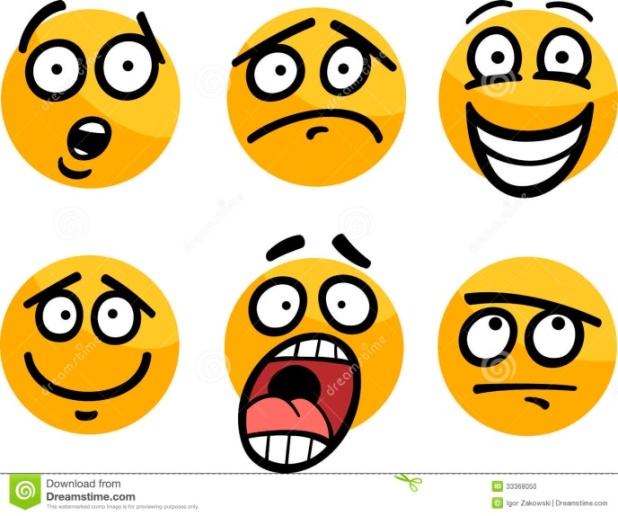 Download from
Dreamstime.com
This watermarked comp image is for previewing purposes only.
33368050
Igor Zakowski | Dreamstime.com